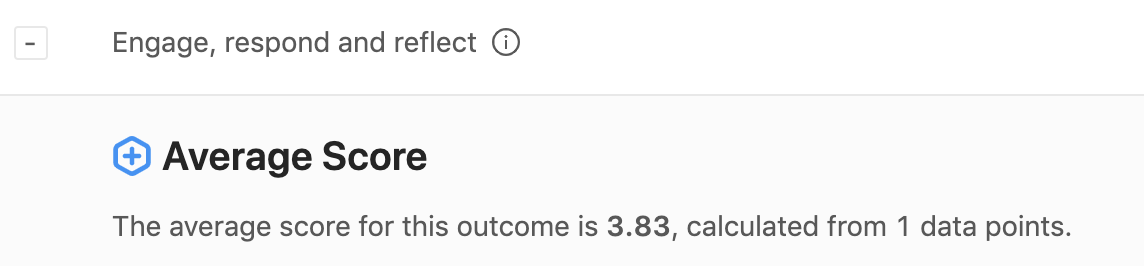 -
Engage, respond and reflect
Average Score
The average score for this outcome is 3.83, calculated from 1 data points.